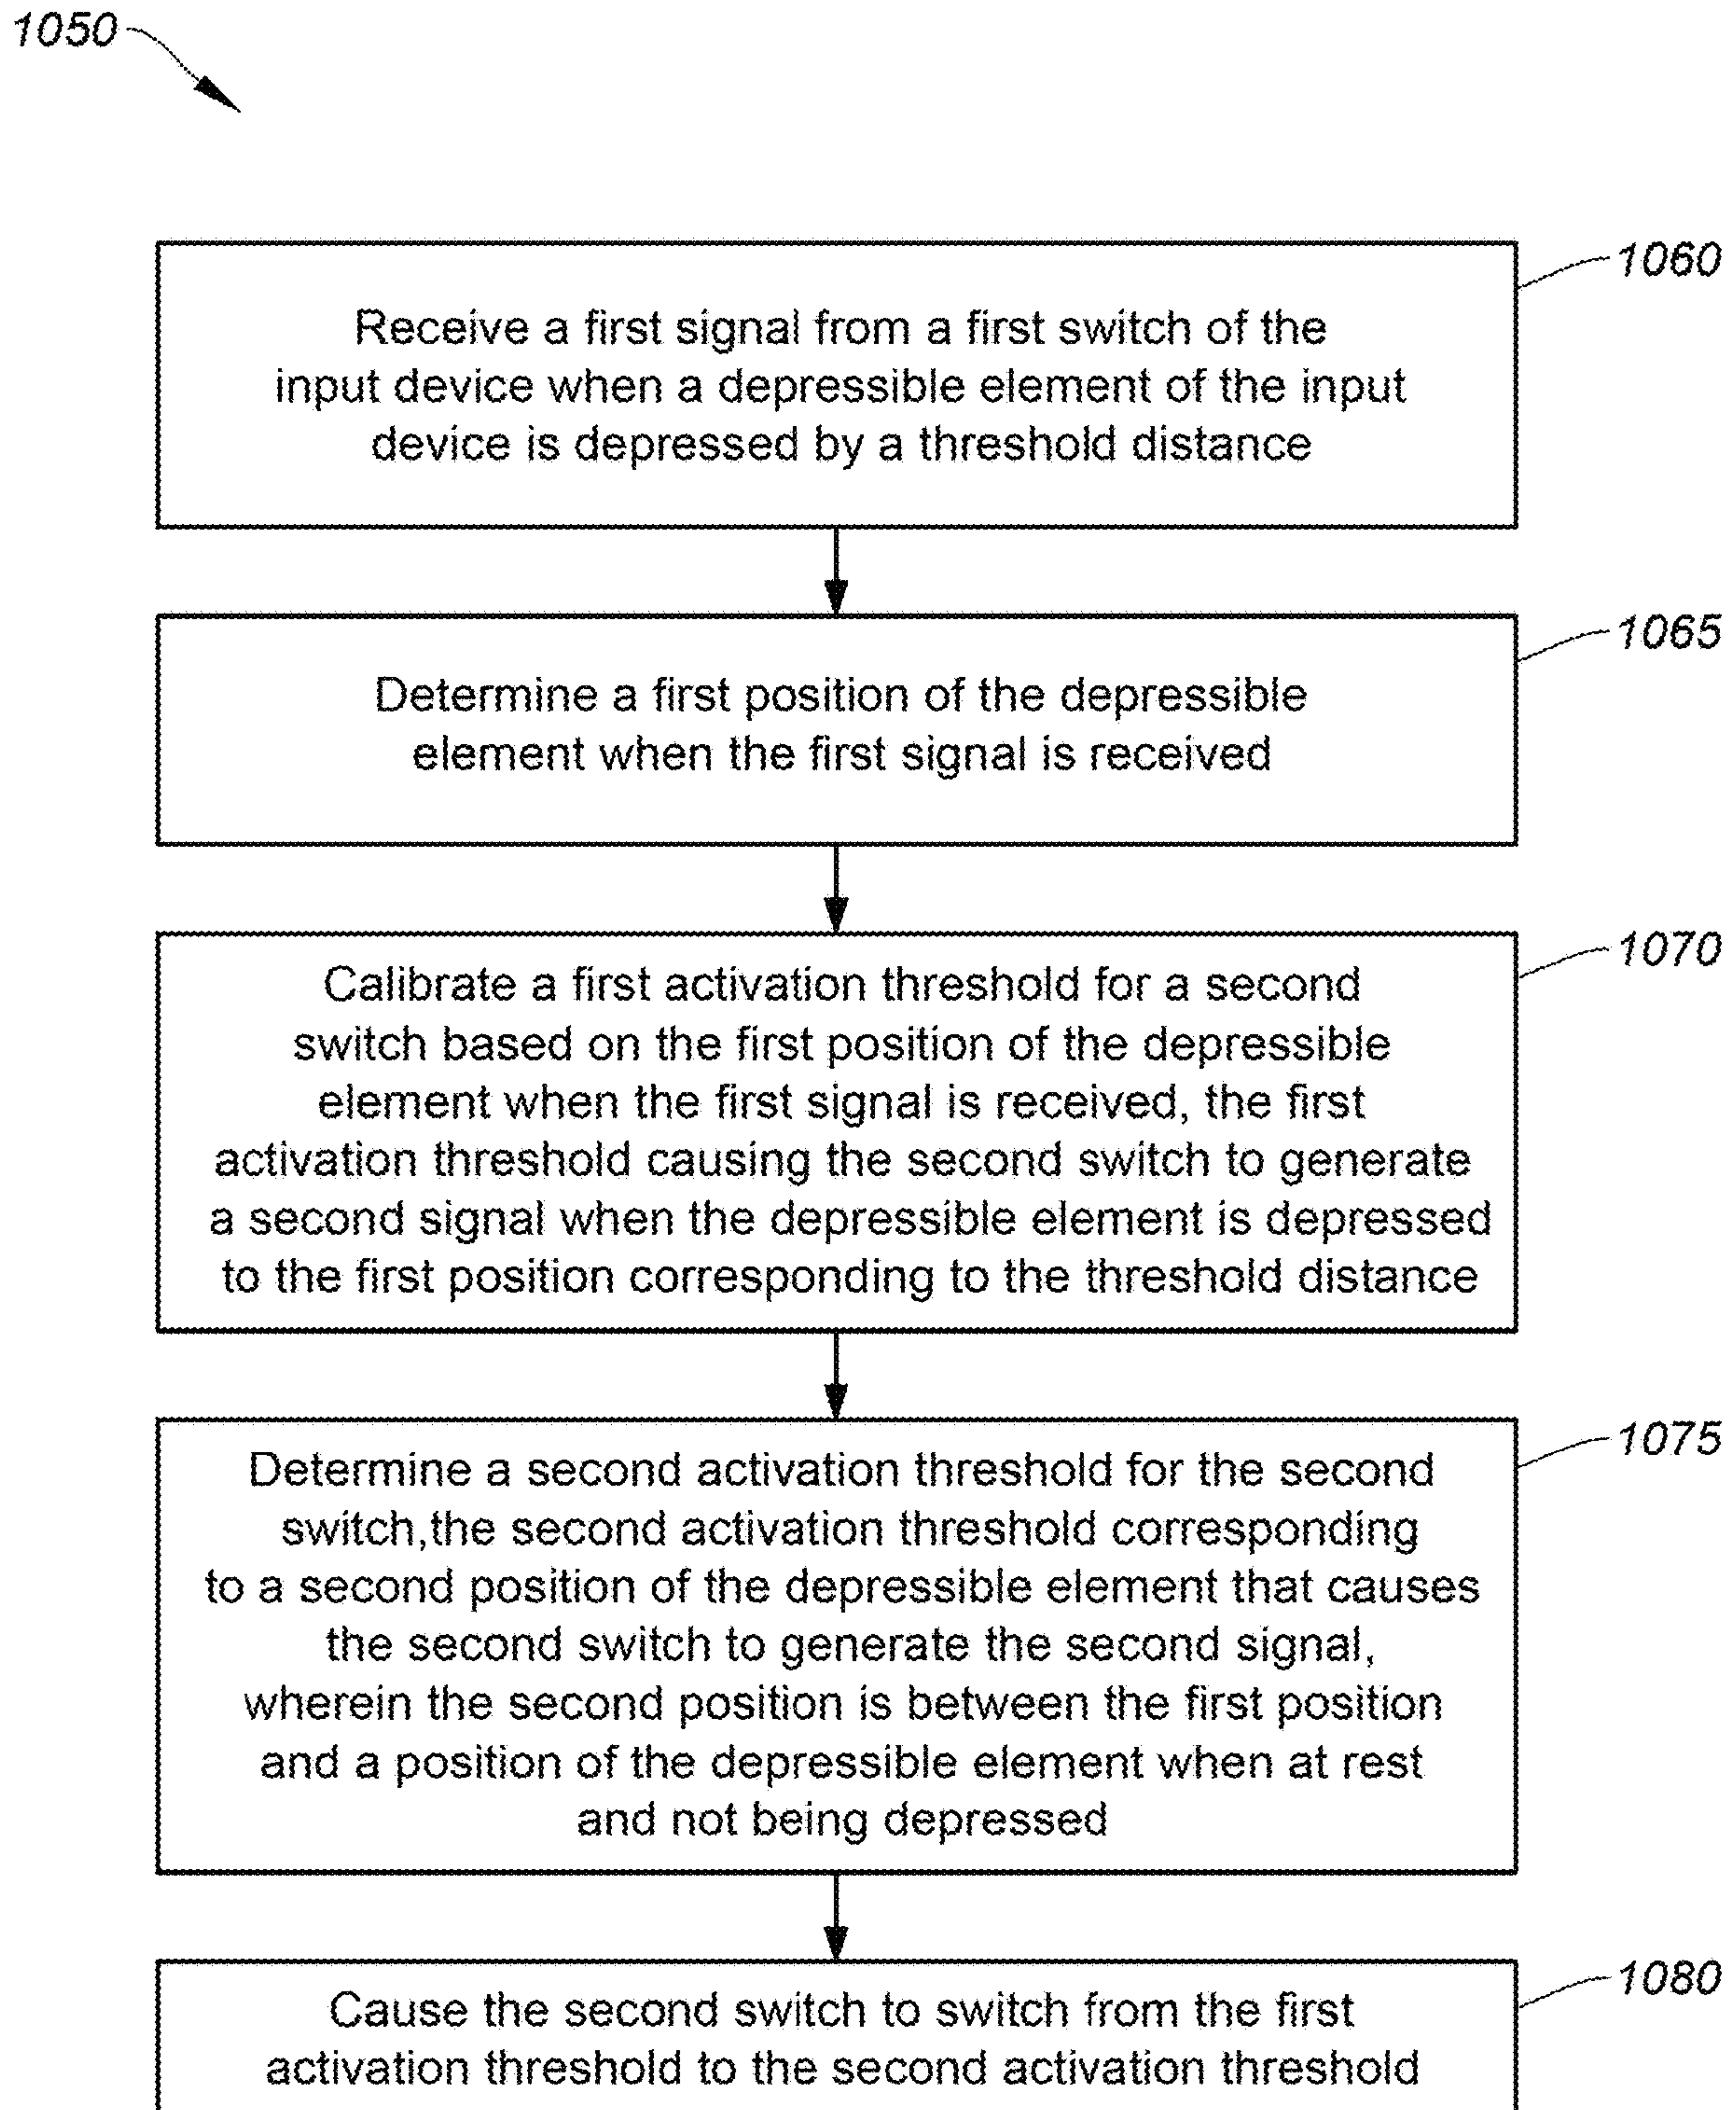 1050
1060
Receive a first signal from a first switch of the
input device when a depressible element of the input
device is depressed by a threshold distance
1065
Determine a first position of the depressible
element when the first signal is received
1070
Calibrate a first activation threshold for a second
switch based on the first position of the depressible
element when the first signal is received, the first
activation threshold causing the second switch to generate
a second signal when the depressible element is depressed
to the first position corresponding to the threshold distance
1075
Determine a second activation threshold for the second
switch,the second activation threshold corresponding
to a second position of the depressible element that causes
the second switch to generate the second signal,
wherein the second position is between the first position
and a position of the depressible element when at rest
and not being depressed
1080
Cause the second switch to switch from the first
activation threshold to the second activation threshold